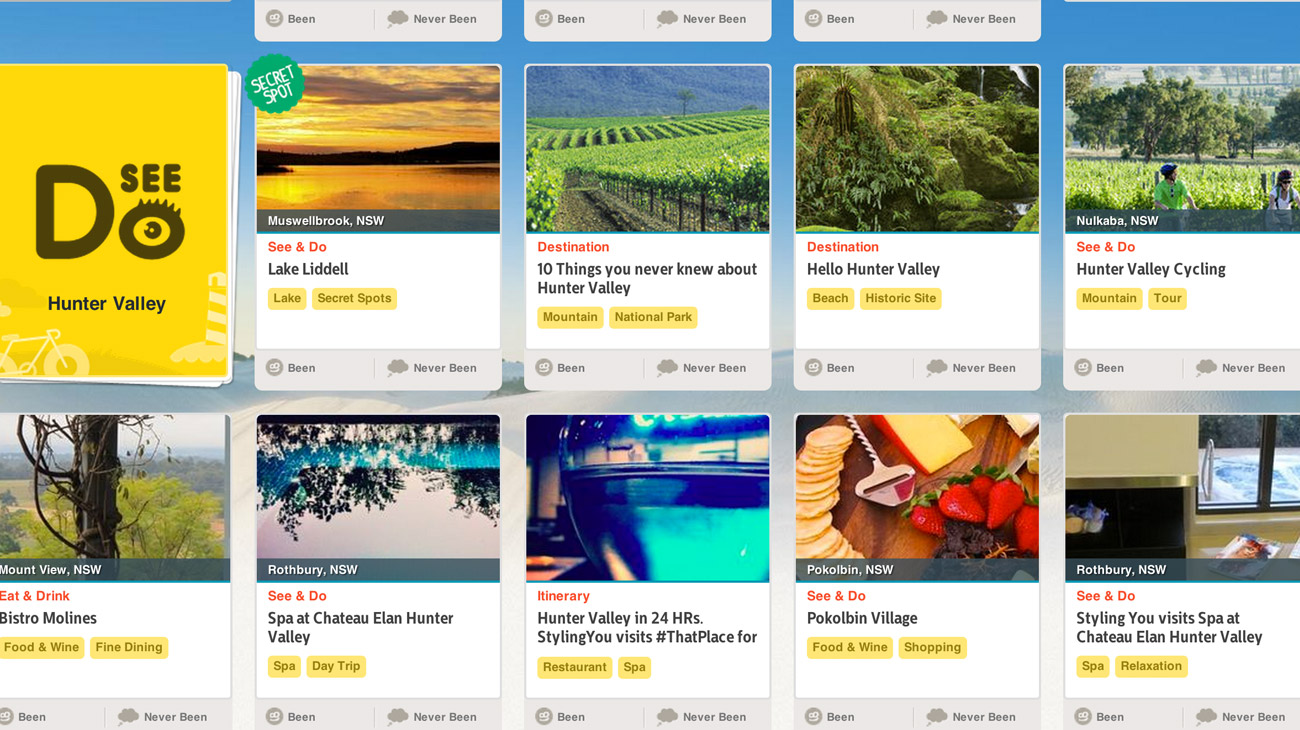 Been Never Been
Been Never Been
Been Never Been
SEE
DO
Hunter Valley
SECRET
SPOT
Muswellbrook, NSW
See & Do
Lake Liddell
Lake Secret Spots
Been Never Been
Destination
10 Things you never knew about
Hunter Valley
Mountain National Park
Been Never Been
Destination
Hello Hunter Valley
Beach Historic Site
Been Never Been
Nulkaba, NSW
See & Do
Hunter Valley Cycling
Mountain Tour
Been Never Been
Mount View, NSW
Eat & Drink
Bistro Molines
Food & Wine Fine Dining
Been Never Been
Rothbury, NSW
See & Do
Spa at Chateau Elan Hunter
Valley
Spa Day Trip
Been Never Been
Itinerary
Hunter Valley in 24 HRs.
StylingYou visits #ThatPlace for
Restaurant Spa
Been Never Been
Pokolbin, NSW
See & Do
Pokolbin Village
Food & Wine Shopping
Been Never Been
Rothbury, NSW
See & Do
Styling You visits Spa at
Chateau Elan Hunter Valley
Spa Relaxation
Been Never Been